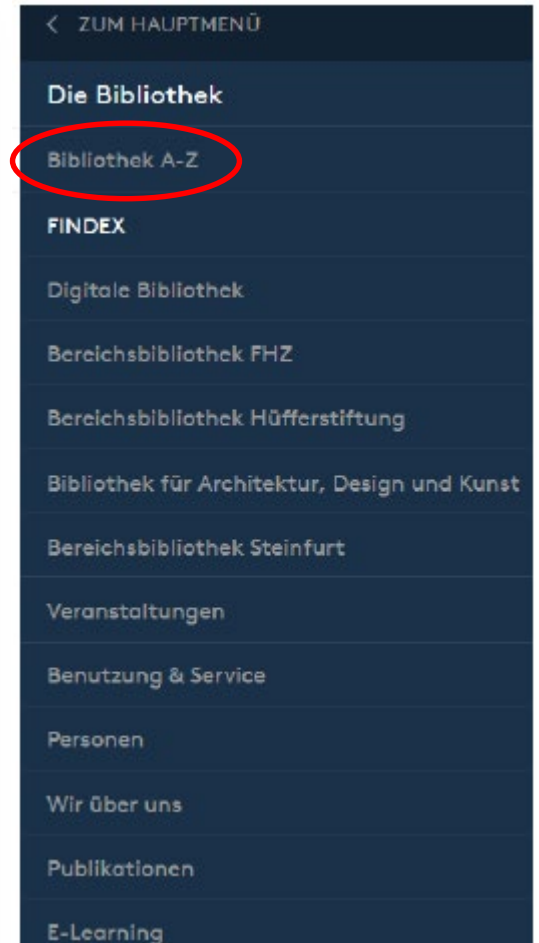 < ZUM HAUPTMENÜ
Die Bibliothek
Bibliothek A-Z
FINDEX
Digitale Bibliothek
Bereichsbibliothek FHZ
Bereichsbibliothek Hüfferstiftung
Bibliothek für Architektur, Design und Kunst
Bereichsbibliothek Steinfurt
Veranstaltungen
Benutzung & Service
Personen
Wir über uns
Publikationen
E-Learning